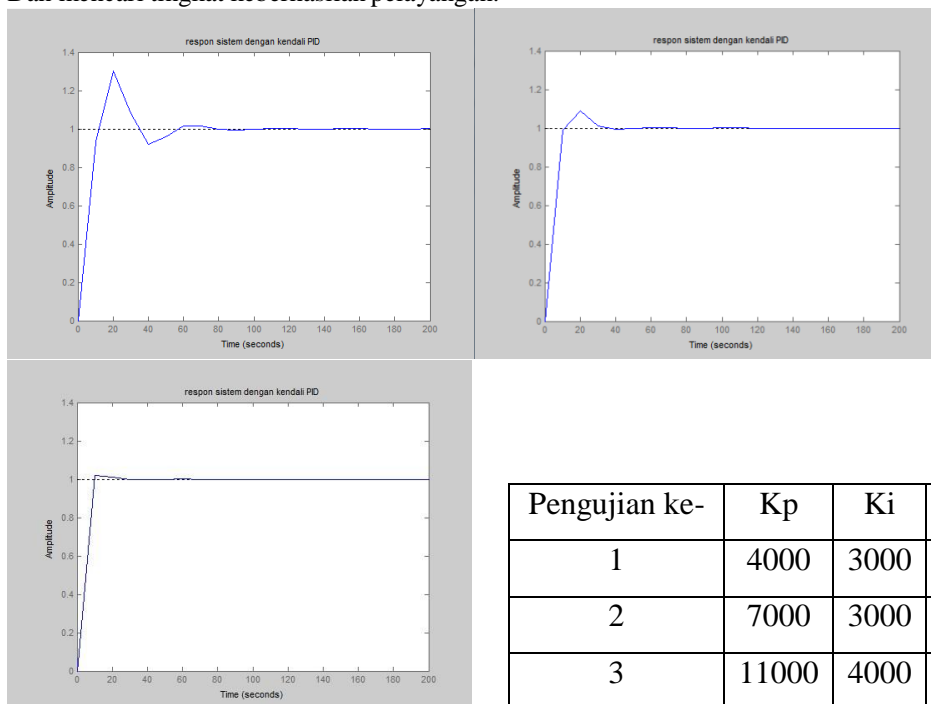 Dan mencari tingkat keberhasilan pelayangan.
respon sistem dengan kendali PID
1.4
1.2
1
0.8
0.6
0.4
0.2
0
Amplitude
0 20 40 60 80 100 120 140 160 180 200
Time (seconds)
respon sistem dengan kendali PID
1.4
1.2
1
0.8
0.6
0.4
0.2
0
Amplitude
0 20 40 60 80 100 120 140 160 180 200
Time (seconds)
respon sistem dengan kendali PID
1.4
1.2
1
0.8
0.6
0.4
0.2
0
Amplitude
0 20 40 60 80 100 120 140 160 180 200
Time (seconds)
Pengujian ke- Kp Ki
1 4000 3000
2 7000 3000
3 11000 4000